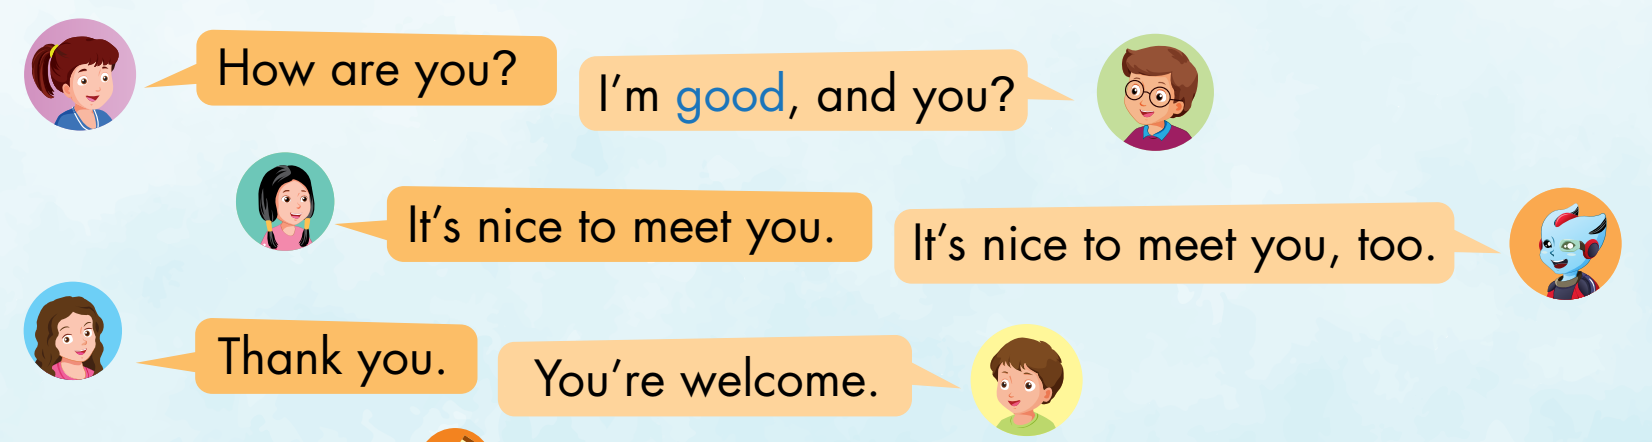 How are you?
I'm good, and you?
It's nice to meet you.
It's nice to meet you, too.
Thank you.
You're welcome.